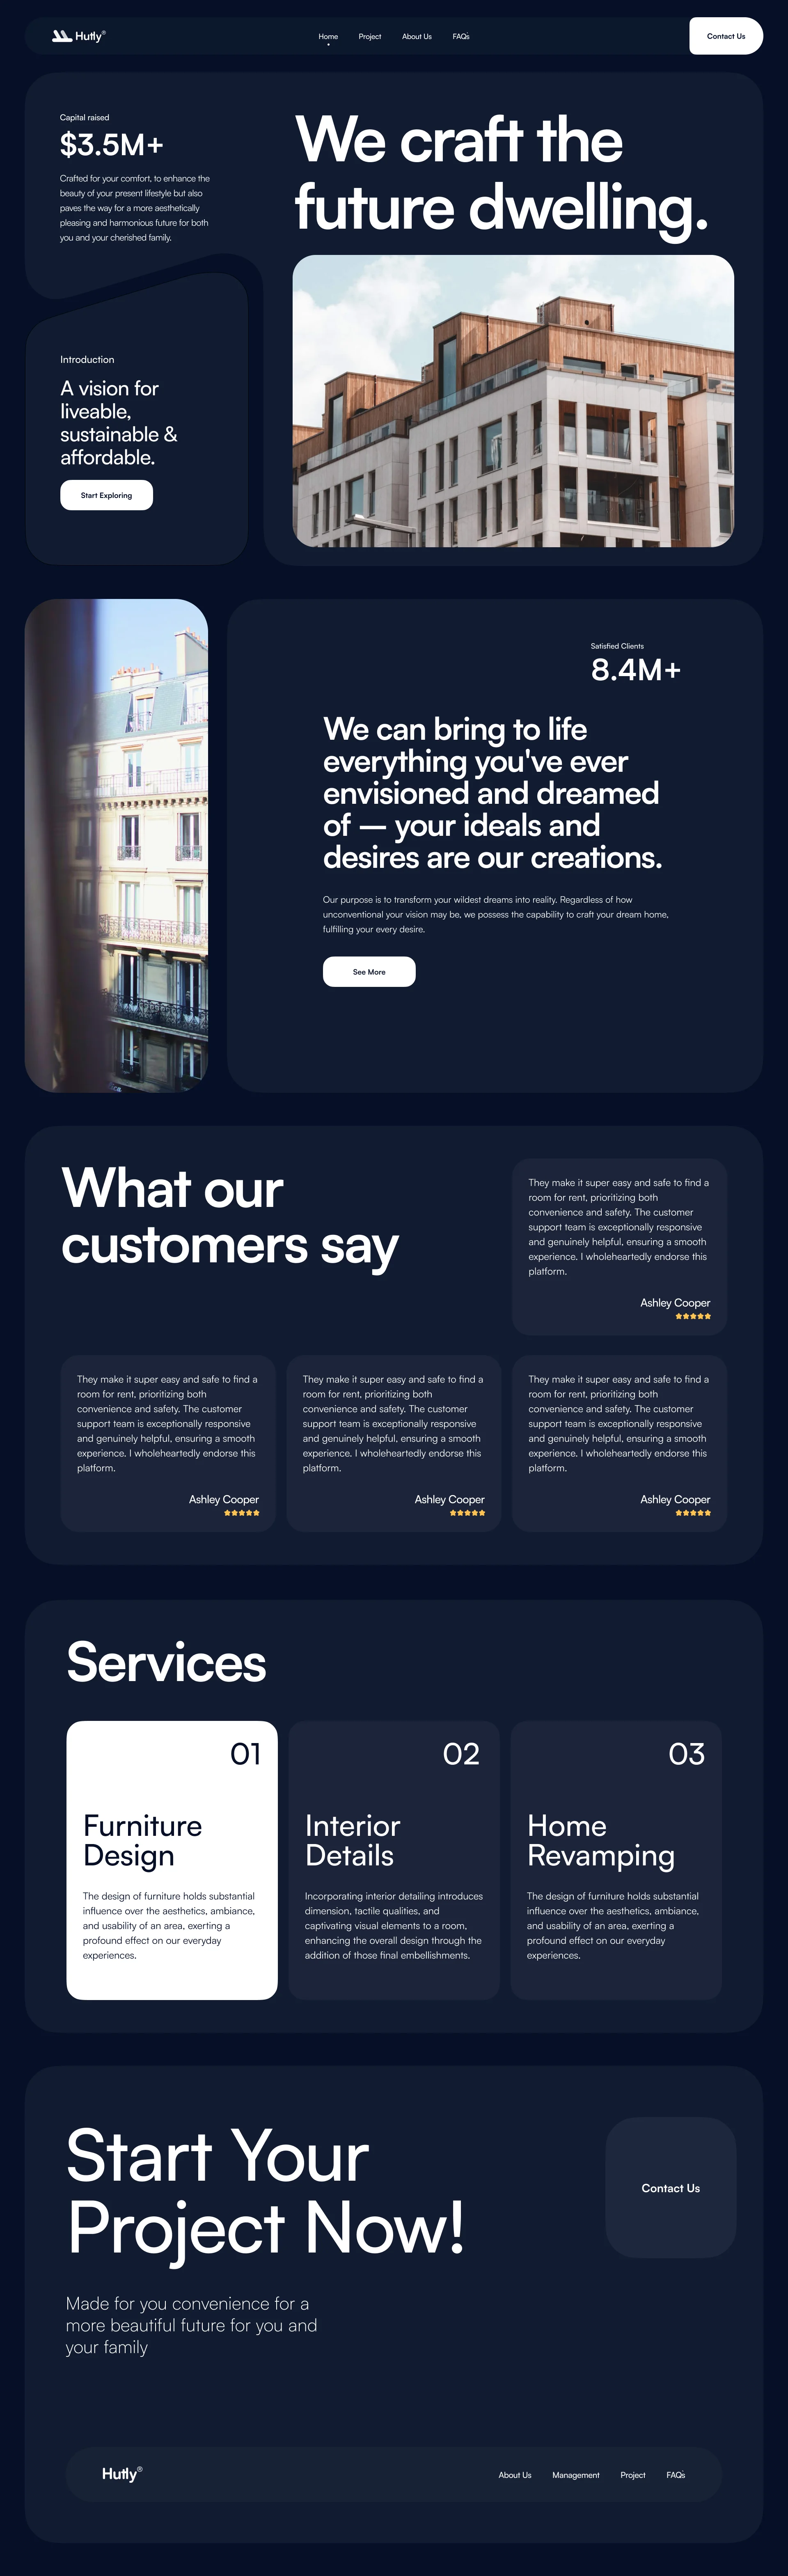 Hutly®
Home
Project
About Us
FAQ's
Contact Us
Capital raised
$3.5M+
Crafted for your comfort, to enhance the
beauty of your present lifestyle but also
paves the way for a more aesthetically
pleasing and harmonious future for both
you and your cherished family.
We craft the
future dwelling.
Introduction
A vision for
liveable,
sustainable &
affordable.
Start Exploring
Satisfied Clients
8.4M+
We can bring to life
everything you've ever
envisioned and dreamed
of — your ideals and
desires are our creations.
Our purpose is to transform your wildest dreams into reality. Regardless of how
unconventional your vision may be, we possess the capability to craft your dream home,
fulfilling your every desire.
See More
What our
customers say
They make it super easy and safe to find a
room for rent, prioritizing both
convenience and safety. The customer
support team is exceptionally responsive
and genuinely helpful, ensuring a smooth
experience. I wholeheartedly endorse this
platform.
Ashley Cooper
They make it super easy and safe to find a
room for rent, prioritizing both
convenience and safety. The customer
support team is exceptionally responsive
and genuinely helpful, ensuring a smooth
experience. I wholeheartedly endorse this
platform.
Ashley Cooper
They make it super easy and safe to find a
room for rent, prioritizing both
convenience and safety. The customer
support team is exceptionally responsive
and genuinely helpful, ensuring a smooth
experience. I wholeheartedly endorse this
platform.
Ashley Cooper
They make it super easy and safe to find a
room for rent, prioritizing both
convenience and safety. The customer
support team is exceptionally responsive
and genuinely helpful, ensuring a smooth
experience. I wholeheartedly endorse this
platform.
Ashley Cooper
Services
01
Furniture
Design
The design of furniture holds substantial
influence over the aesthetics, ambiance,
and usability of an area, exerting a
profound effect on our everyday
experiences.
02
Interior
Details
Incorporating interior detailing introduces
dimension, tactile qualities, and
captivating visual elements to a room,
enhancing the overall design through the
addition of those final embellishments.
03
Home
Revamping
The design of furniture holds substantial
influence over the aesthetics, ambiance,
and usability of an area, exerting a
profound effect on our everyday
experiences.
Start Your
Project Now!
Contact Us
Made for you convenience for a
more beautiful future for you and
your family
Hutly®
About Us
Management
Project
FAQ's